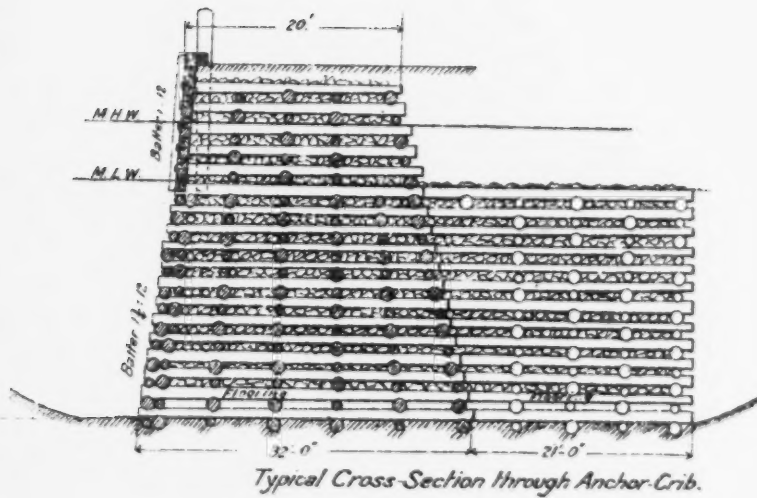 20'
M.H.W.
Batter 1:12
M.L.W.
Batter 1½:12
Flooring
Floor
32'-0"
21'-0"
Typical Cross-Section through Anchor-Crib.